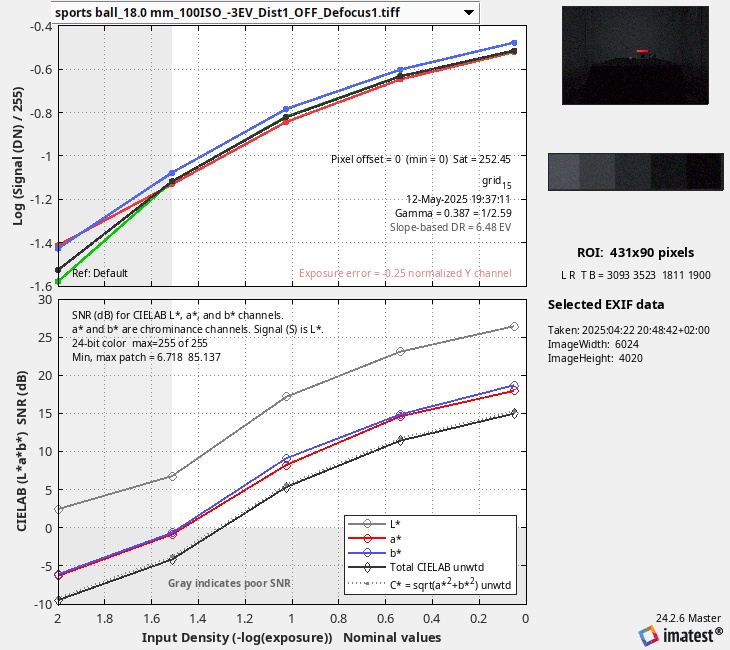 sports ball_18.0 mm_100ISO_-3EV_Dist1_OFF_Defocus1.tiff
-0.4
-0.6
-0.8
-1
-1.2
-1.4
-1.6
Log (Signal (DN) / 255)
Pixel offset = 0 (min = 0) Sat = 252.45
grid15
12-May-2025 19:37:11
Gamma = 0.387 = 1/2.59
Slope-based DR = 6.48 EV
Ref: Default
Exposure error = -0.25 normalized Y channel
ROI: 431x90 pixels
L R T B = 3093 3523 1811 1900
Selected EXIF data
Taken: 2025:04:22 20:48:42+02:00
ImageWidth: 6024
ImageHeight: 4020
30
25
20
15
10
5
0
-5
-10
CIELAB (L*a*b*) SNR (dB)
SNR (dB) for CIELAB L*, a*, and b* channels.
a* and b* are chrominance channels. Signal (S) is L*.
24-bit color max=255 of 255
Min, max patch = 6.718 85.137
L*
a*
b*
Total CIELAB unwtd
C* = sqrt(a*2+b*2) unwtd
Gray indicates poor SNR
2 1.8 1.6 1.4 1.2 1 0.8 0.6 0.4 0.2 0
Input Density (-log(exposure)) Nominal values
24.2.6 Master
imatest®